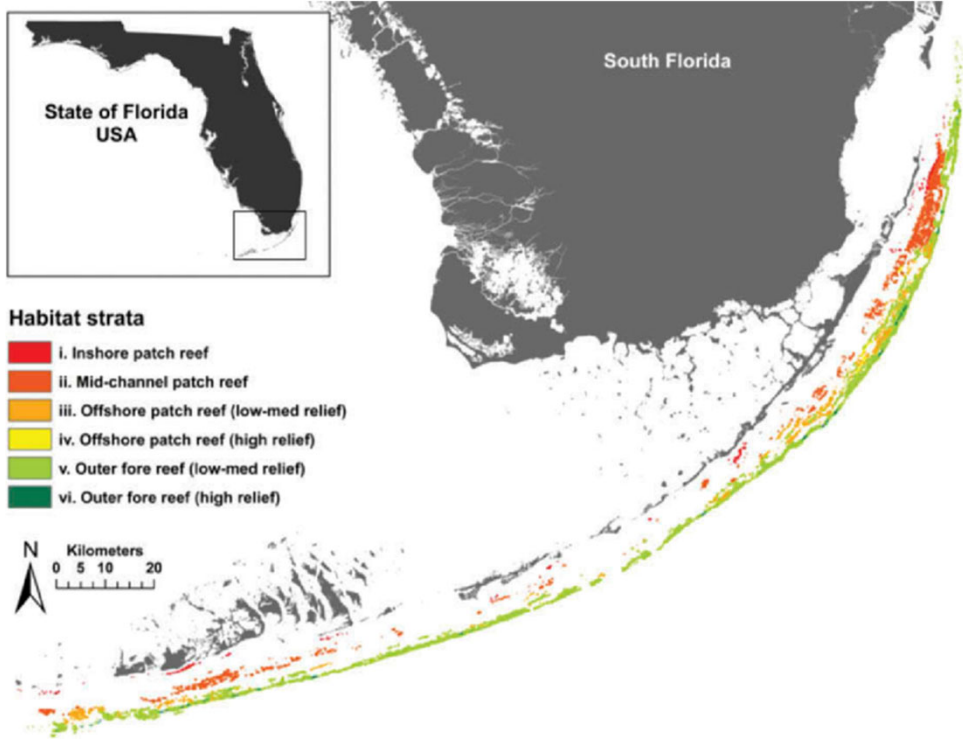 State of Florida
USA
South Florida
Habitat strata
i. Inshore patch reef
ii. Mid-channel patch reef
iii. Offshore patch reef (low-med relief)
iv. Offshore patch reef (high relief)
v. Outer fore reef (low-med relief)
vi. Outer fore reef (high relief)
N
Kilometers
0 5 10 20